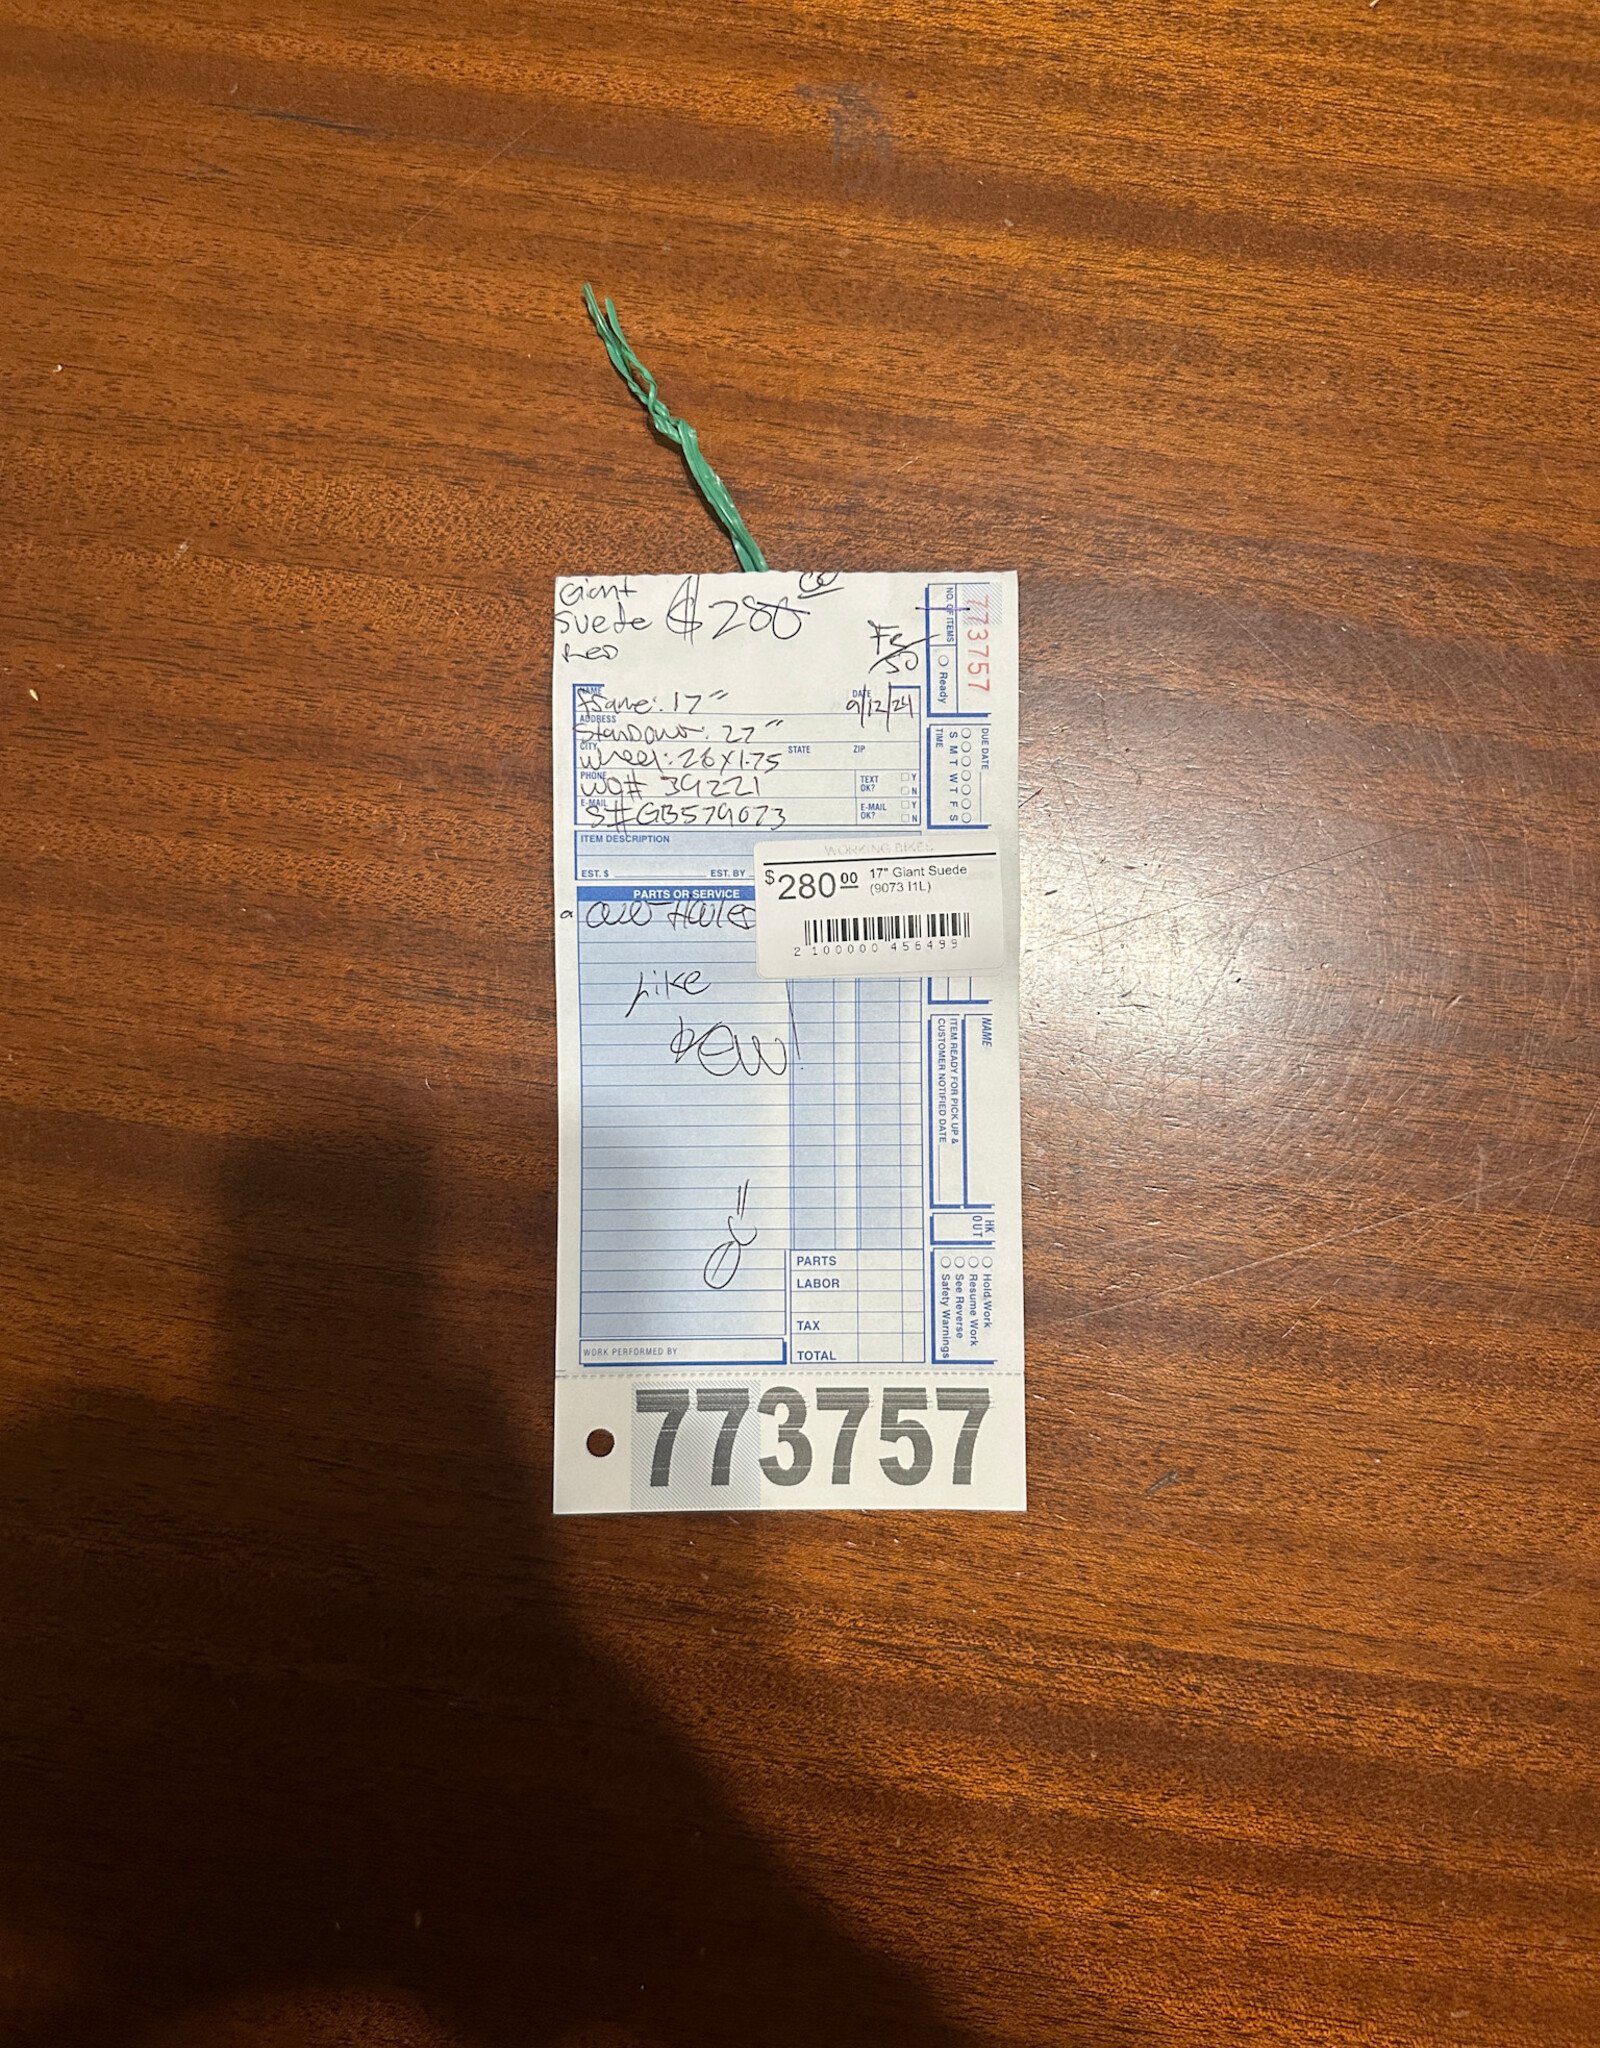 Giant
Suede $280 00
Red
Frame: 17"
Standover: 27"
wheel: 26x1.75
WO# 39221
S#GB579073
9/12/24
NAME
DATE
ADDRESS
CITY
STATE
ZIP
PHONE
TEXT OK?
Y
N
E-MAIL
E-MAIL OK?
Y
N
ITEM DESCRIPTION
EST. $
EST. BY
PARTS OR SERVICE
Like
New!
WORKING BIKES
$280.00 17" Giant Suede
(9073 I1L)
2 100000 456499
PARTS
LABOR
TAX
TOTAL
WORK PERFORMED BY
773757
NO. OF ITEMS
Ready
773757
DUE DATE
S M T W T F S
TIME
NAME
ITEM READY FOR PICK UP &
CUSTOMER NOTIFIED DATE
HK
OUT
Hold Work
Resume Work
See Reverse
Safety Warnings